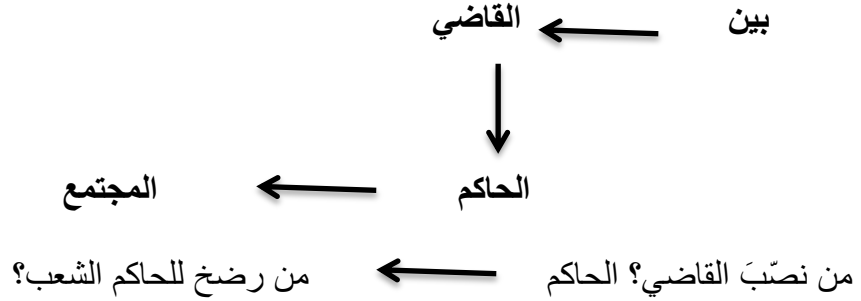 بين القاضي
الحاكم المجتمع
من نصّبَ القاضي؟ الحاكم من رضخ للحاكم الشعب؟